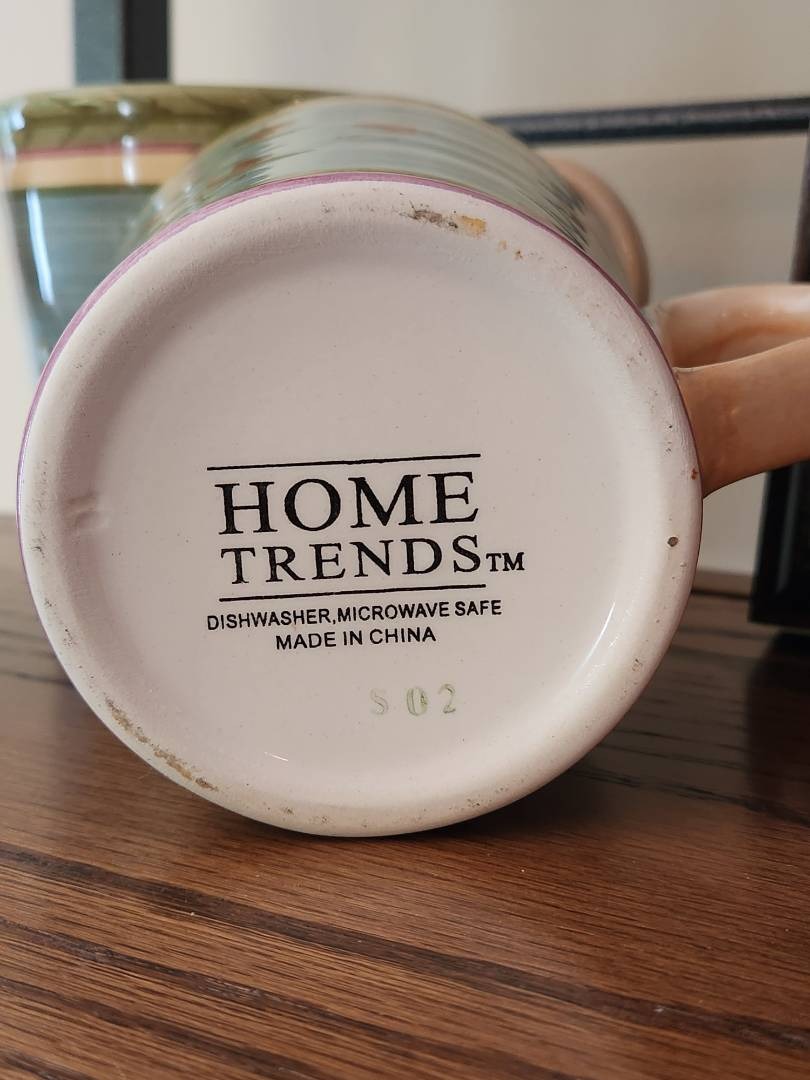 HOME
TRENDS™
DISHWASHER,MICROWAVE SAFE
MADE IN CHINA
S02